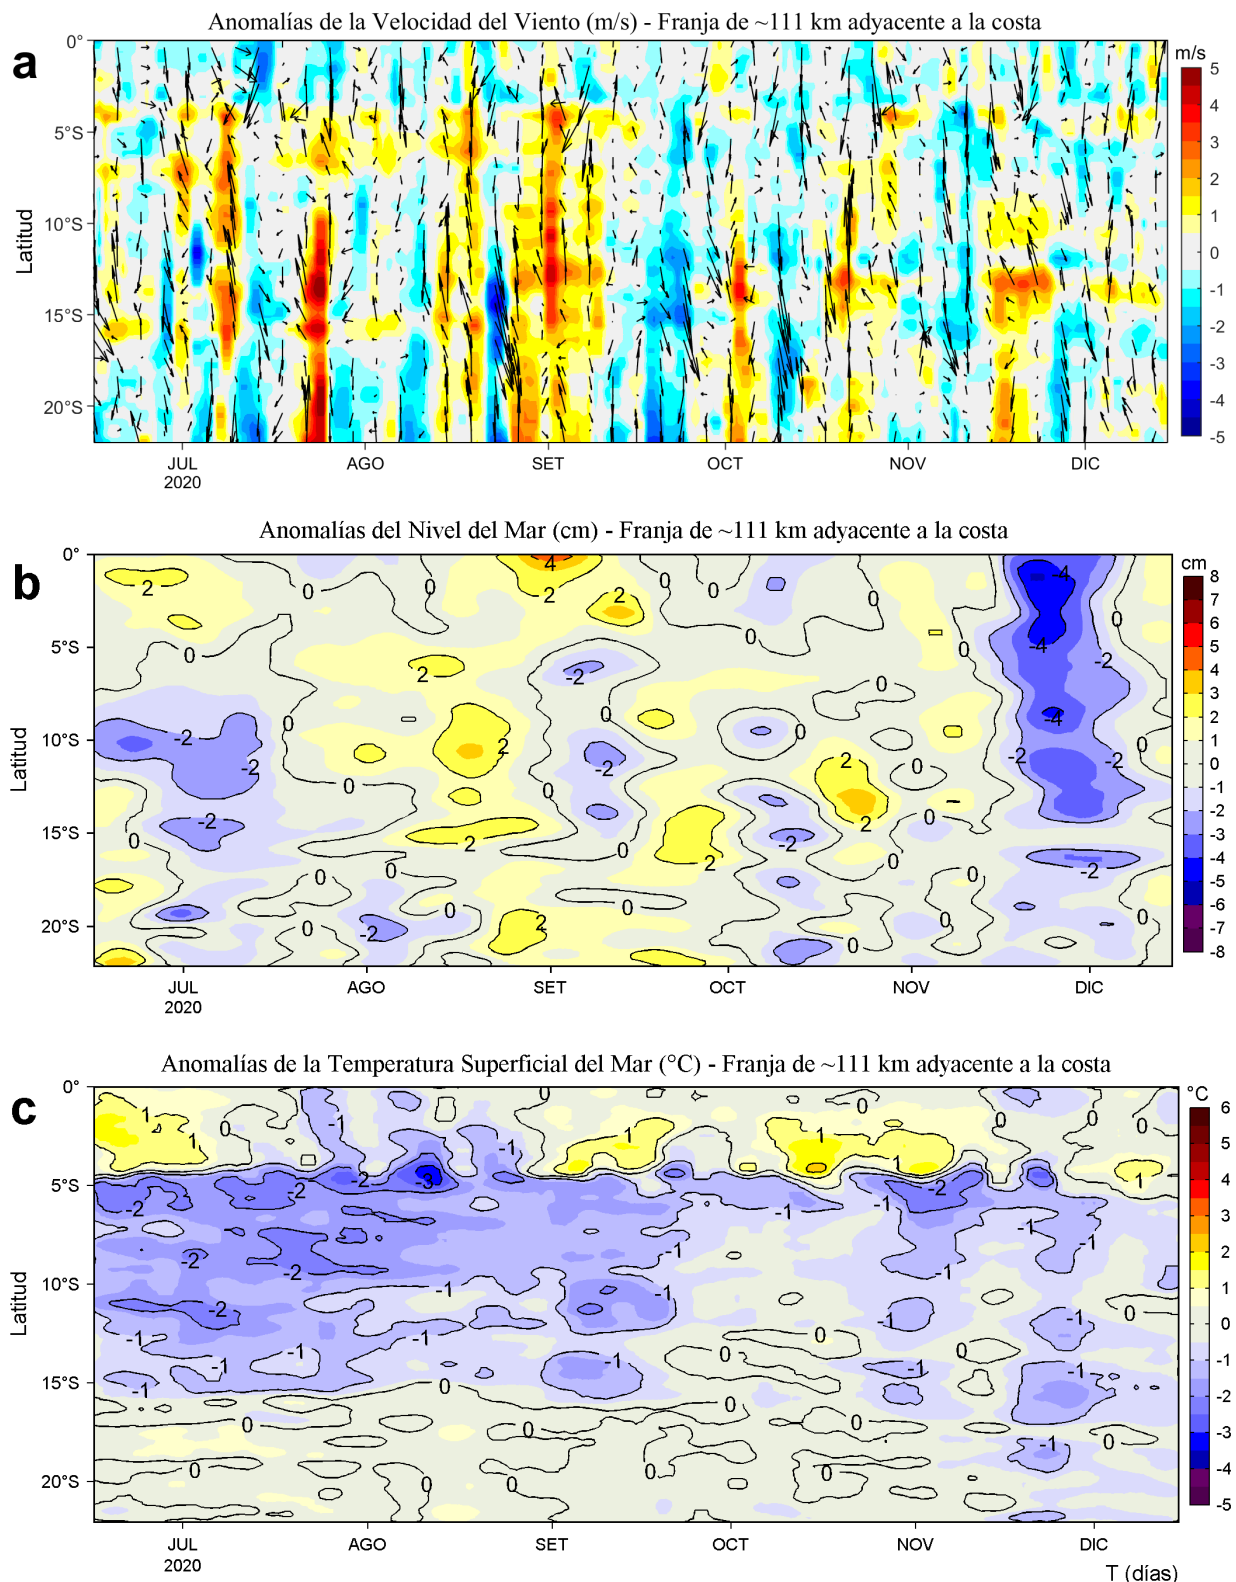 Anomalías de la Velocidad del Viento (m/s) - Franja de ~111 km adyacente a la costa
a
m/s
0°
5°S
10°S
15°S
20°S
Latitud
5
4
3
2
1
0
-1
-2
-3
-4
-5
JUL AGO SET OCT NOV DIC
2020
Anomalías del Nivel del Mar (cm) - Franja de ~111 km adyacente a la costa
b
cm
0°
5°S
10°S
15°S
20°S
Latitud
8
7
6
5
4
3
2
1
0
-1
-2
-3
-4
-5
-6
-7
-8
JUL AGO SET OCT NOV DIC
2020
Anomalías de la Temperatura Superficial del Mar (°C) - Franja de ~111 km adyacente a la costa
c
°C
0°
5°S
10°S
15°S
20°S
Latitud
6
5
4
3
2
1
0
-1
-2
-3
-4
-5
JUL AGO SET OCT NOV DIC
2020
T (días)